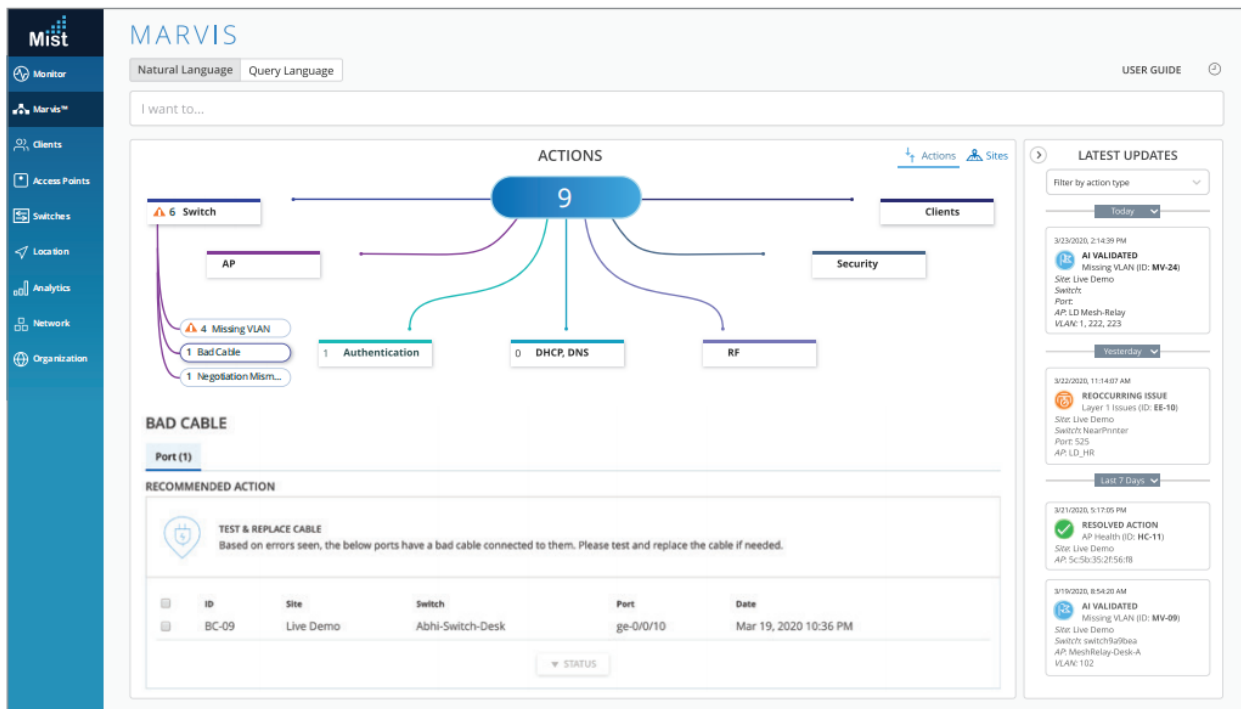 Mist
Monitor
Marvis™
Clients
Access Points
Switches
Location
Analytics
Network
Organization
MARVIS
Natural Language
Query Language
USER GUIDE
I want to...
ACTIONS
Actions
Sites
9
6 Switch
Clients
AP
Security
4 Missing VLAN
1 Bad Cable
1 Negotiation Mism...
1 Authentication
0 DHCP, DNS
RF
BAD CABLE
Port (1)
RECOMMENDED ACTION
TEST & REPLACE CABLE
Based on errors seen, the below ports have a bad cable connected to them. Please test and replace the cable if needed.
ID Site Switch Port Date
BC-09 Live Demo Abhi-Switch-Desk ge-0/0/10 Mar 19, 2020 10:36 PM
STATUS
LATEST UPDATES
Filter by action type
Today
3/23/2020, 2:14:39 PM
AI VALIDATED
Missing VLAN (ID: MV-24)
Site: Live Demo
Switch:
Port:
AP: LD Mesh-Relay
VLAN: 1, 222, 223
Yesterday
3/22/2020, 11:14:07 AM
REOCCURRING ISSUE
Layer 1 Issues (ID: EE-10)
Site: Live Demo
Switch: NearPrinter
Port: 525
AP: LD_HR
Last 7 Days
3/21/2020, 5:17:05 PM
RESOLVED ACTION
AP Health (ID: HC-11)
Site: Live Demo
AP: 5c:5b:35:2f:56:f8
3/19/2020, 8:54:20 AM
AI VALIDATED
Missing VLAN (ID: MV-09)
Site: Live Demo
Switch: switch9a9bea
AP: MeshRelay-Desk-A
VLAN: 102